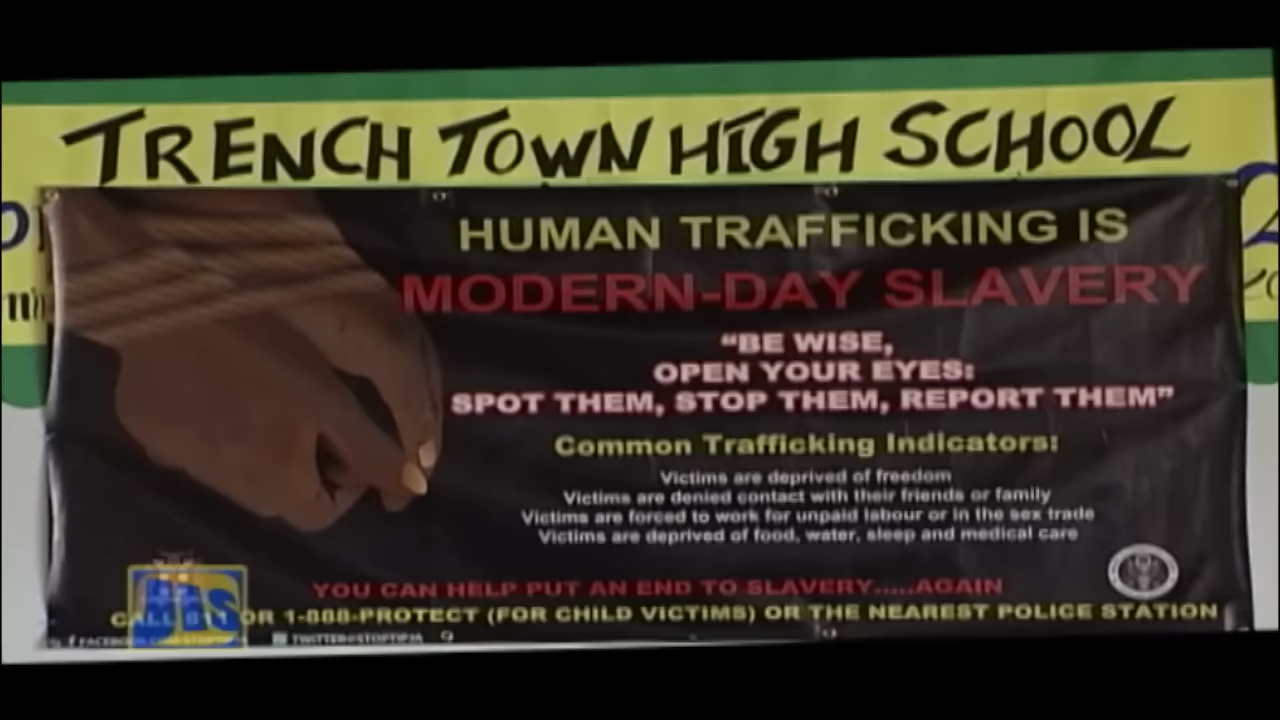 TRENCH TOWN HIGH SCHOOL
HUMAN TRAFFICKING IS
MODERN-DAY SLAVERY
"BE WISE,
OPEN YOUR EYES:
SPOT THEM, STOP THEM, REPORT THEM"
Common Trafficking Indicators:
Victims are deprived of freedom
Victims are denied contact with their friends or family
Victims are forced to work for unpaid labour or in the sex trade
Victims are deprived of food, water, sleep and medical care
YOU CAN HELP PUT AN END TO SLAVERY.....AGAIN
CALL 811 OR 1-888-PROTECT (FOR CHILD VICTIMS) OR THE NEAREST POLICE STATION